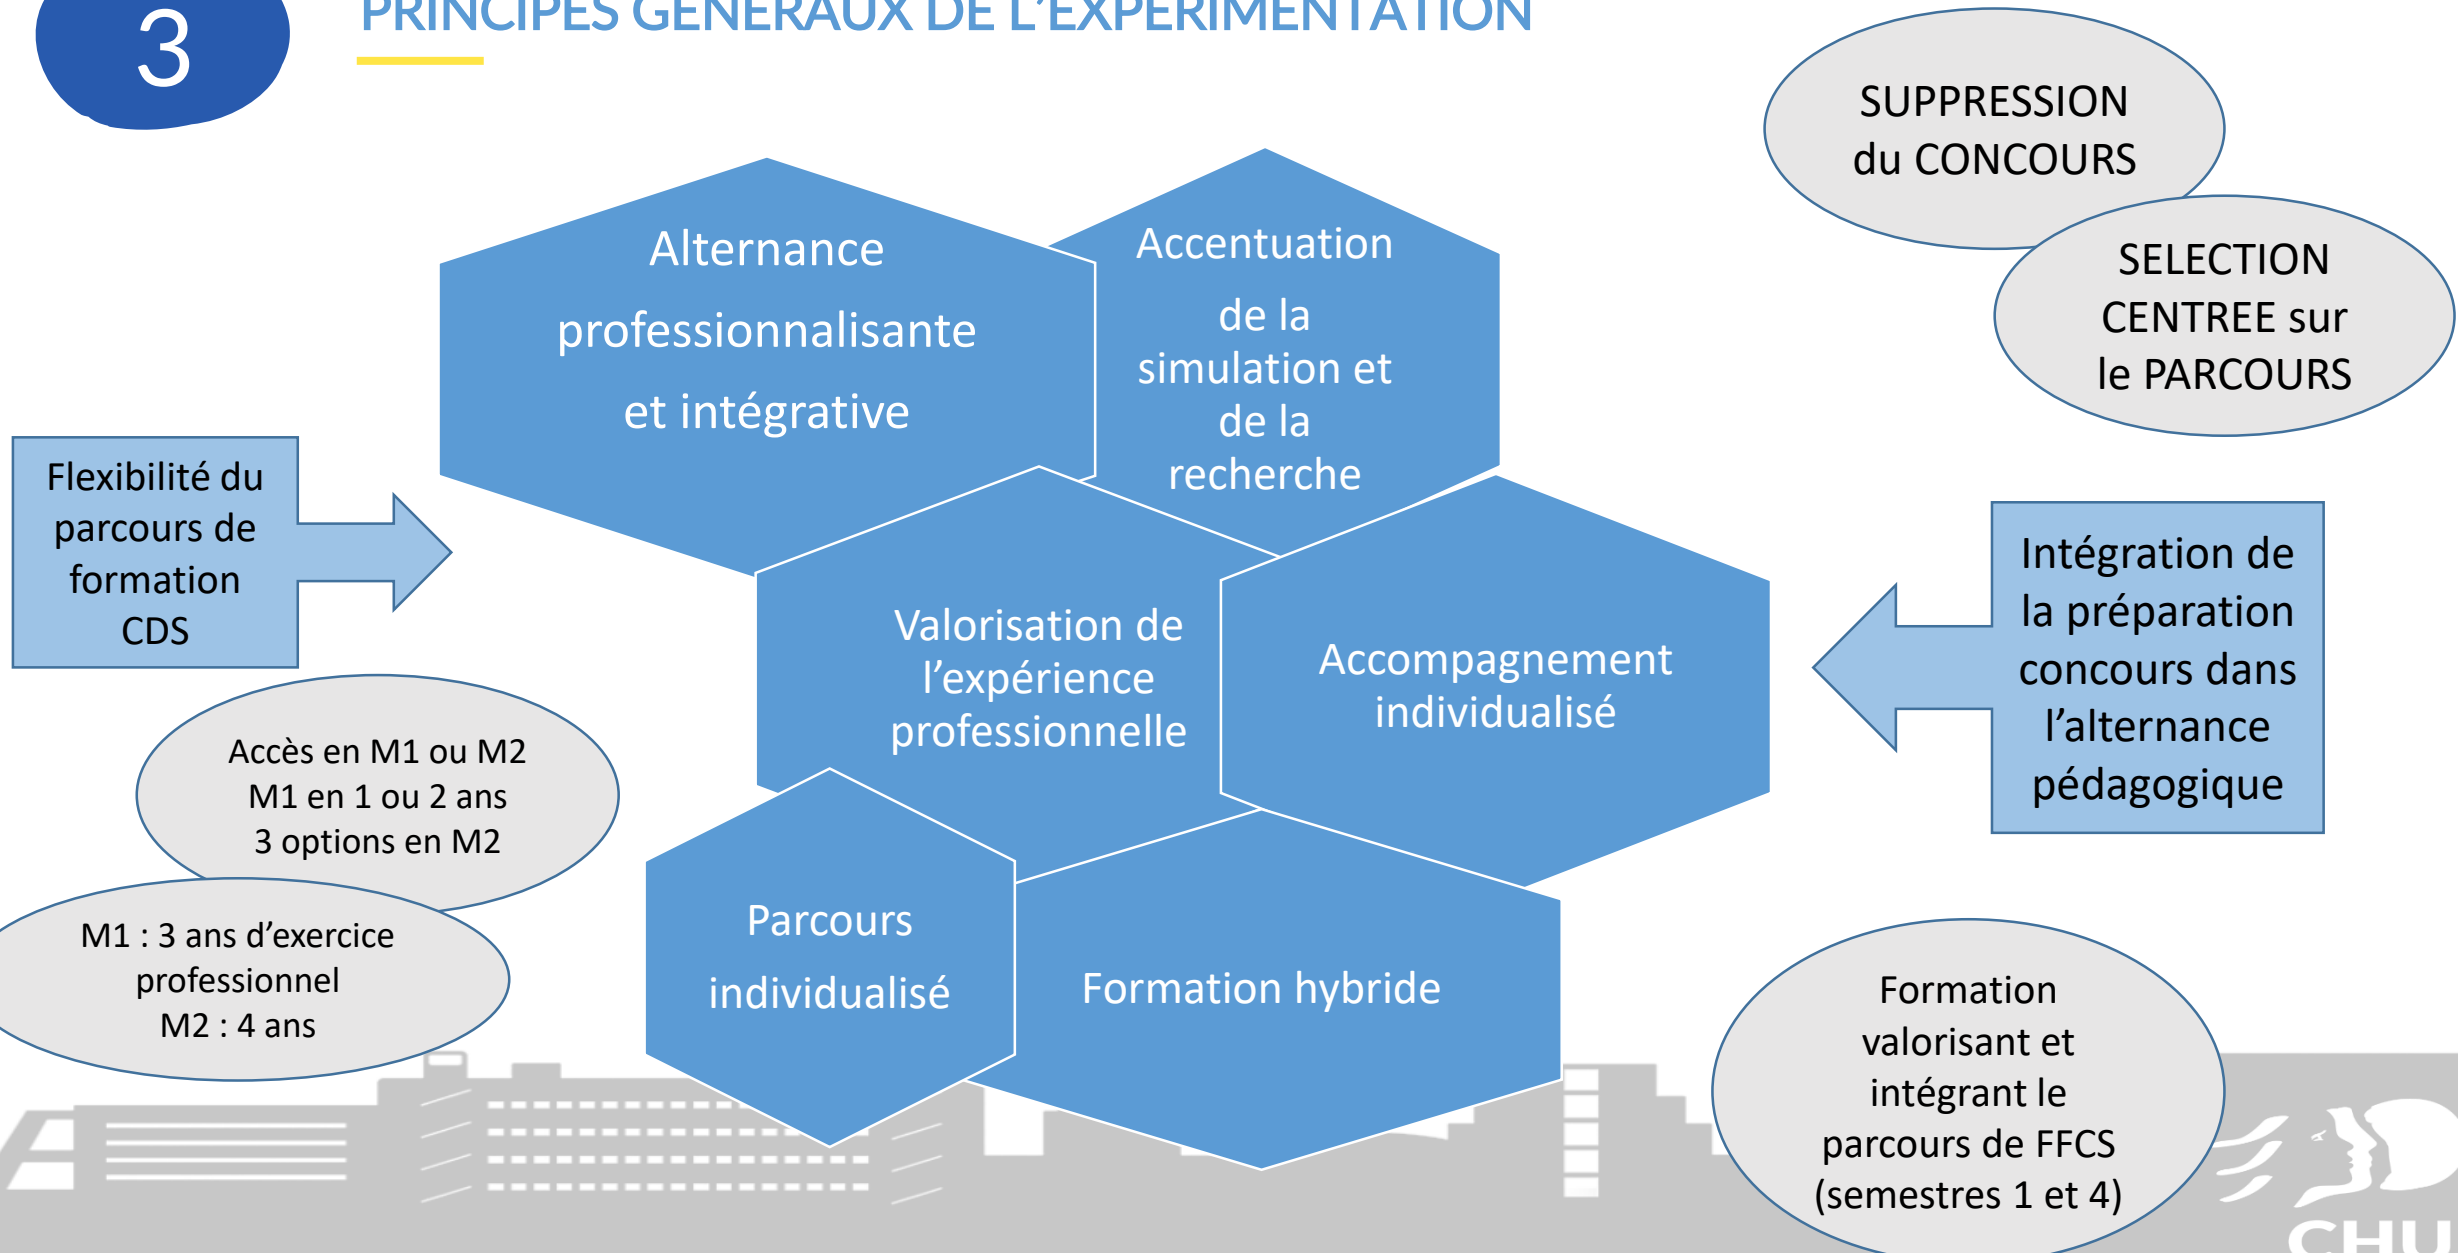 3
PRINCIPES GENERAUX DE L'EXPERIMENTATION
SUPPRESSION
du CONCOURS
SELECTION
CENTREE sur
le PARCOURS
Alternance
professionnalisante
et intégrative
Accentuation
de la
simulation et
de la
recherche
Flexibilité du
parcours de
formation
CDS
Valorisation de
l'expérience
professionnelle
Accompagnement
individualisé
Intégration de
la préparation
concours dans
l'alternance
pédagogique
Accès en M1 ou M2
M1 en 1 ou 2 ans
3 options en M2
M1 : 3 ans d'exercice
professionnel
M2 : 4 ans
Parcours
individualisé
Formation hybride
Formation
valorisant et
intégrant le
parcours de FFCS
(semestres 1 et 4)
CHU